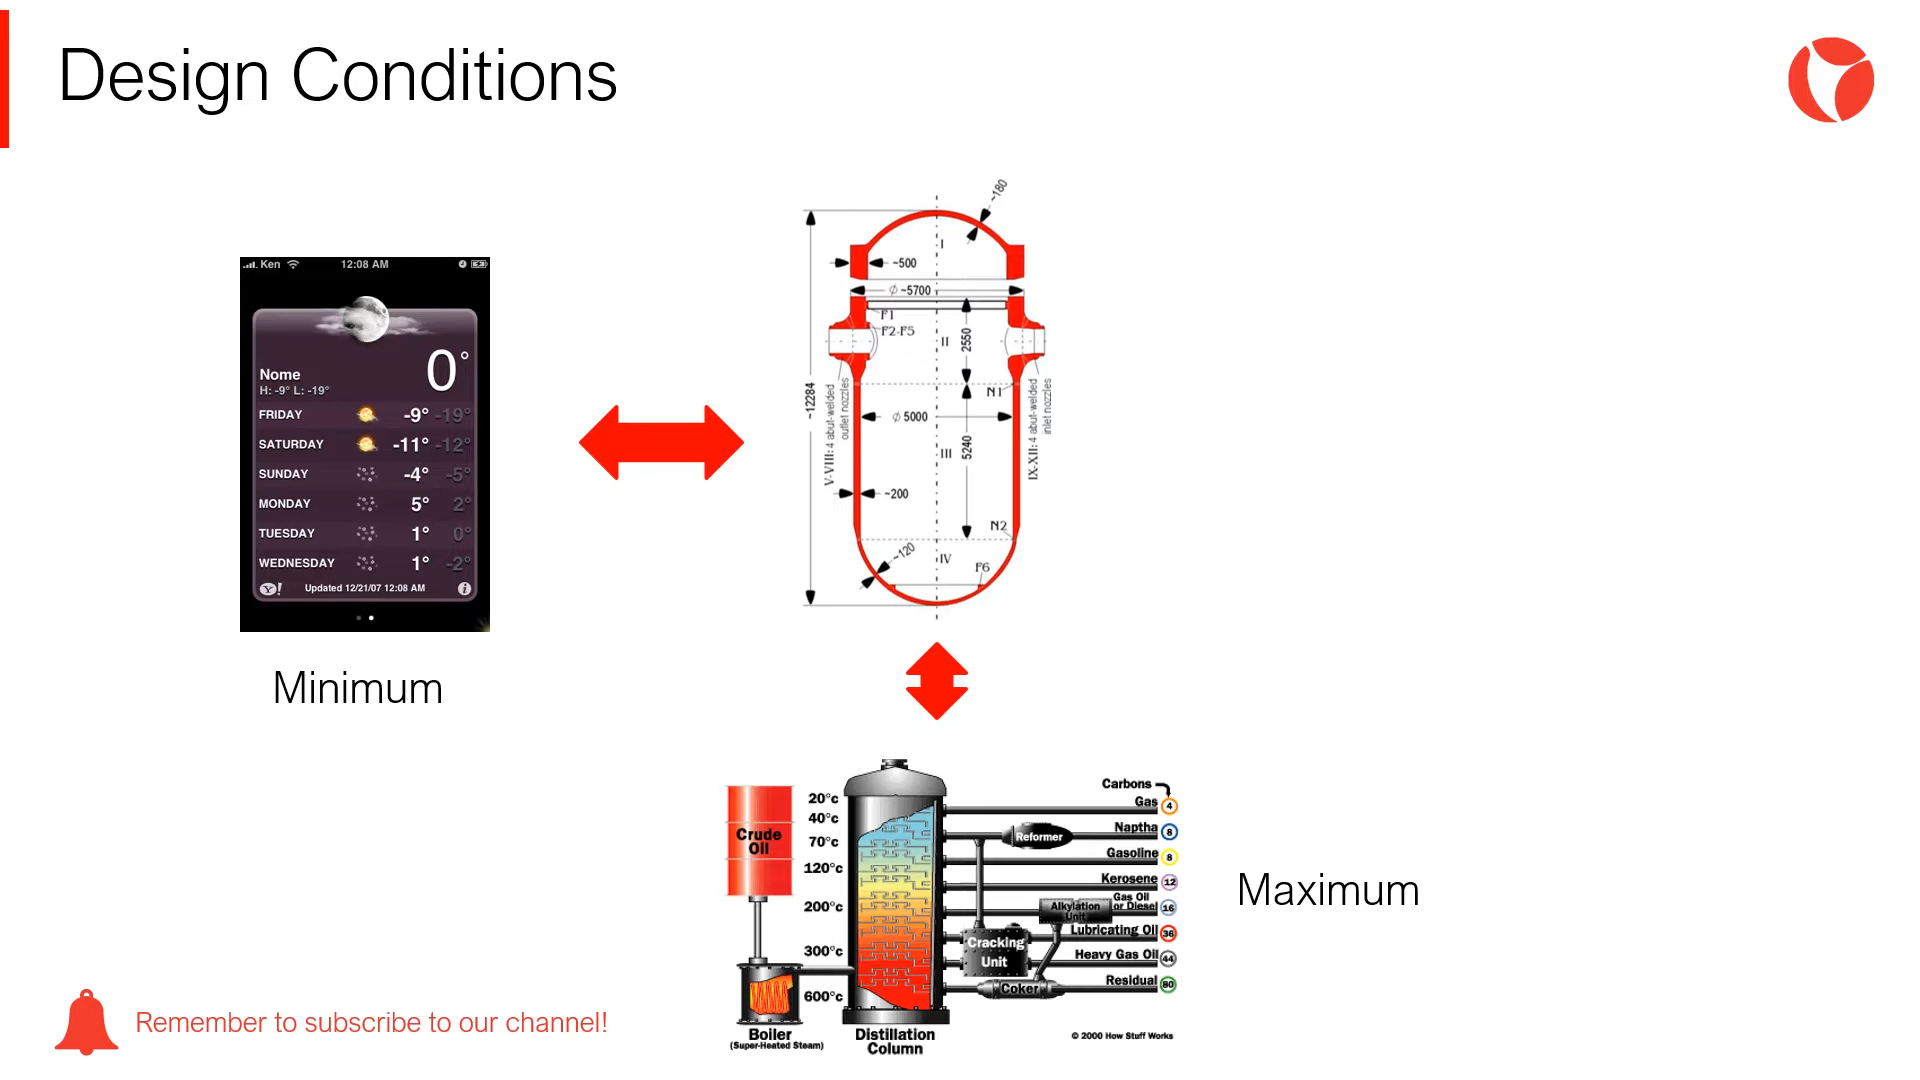 Design Conditions
Ken 12:08 AM
Nome
0°
H: -9° L: -19°
FRIDAY -9° -19°
SATURDAY -11° -12°
SUNDAY -4° -5°
MONDAY 5° 2°
TUESDAY 1° 0°
WEDNESDAY 1° -2°
Y! Updated 12/21/07 12:08 AM i
Minimum
~180
I
~500
Ø ~5700
F1
F2-F5
II
2550
~12284
V-VIII: 4 abut-welded
outlet nozzles
N1
IX-XII: 4 abut-welded
inlet nozzles
Ø 5000
III
5240
~200
N2
~120
IV
F6
Crude
Oil
20°c
40°c
70°c
120°c
200°c
300°c
600°c
Boiler
(Super-Heated Steam)
Distillation
Column
Carbons
Gas 4
Reformer
Naptha 8
Gasoline 8
Kerosene 12
Alkylation
Unit
Gas Oil
or Diesel 16
Lubricating Oil 36
Cracking
Unit
Heavy Gas Oil 44
Coker
Residual 80
© 2000 How Stuff Works
Maximum
Remember to subscribe to our channel!